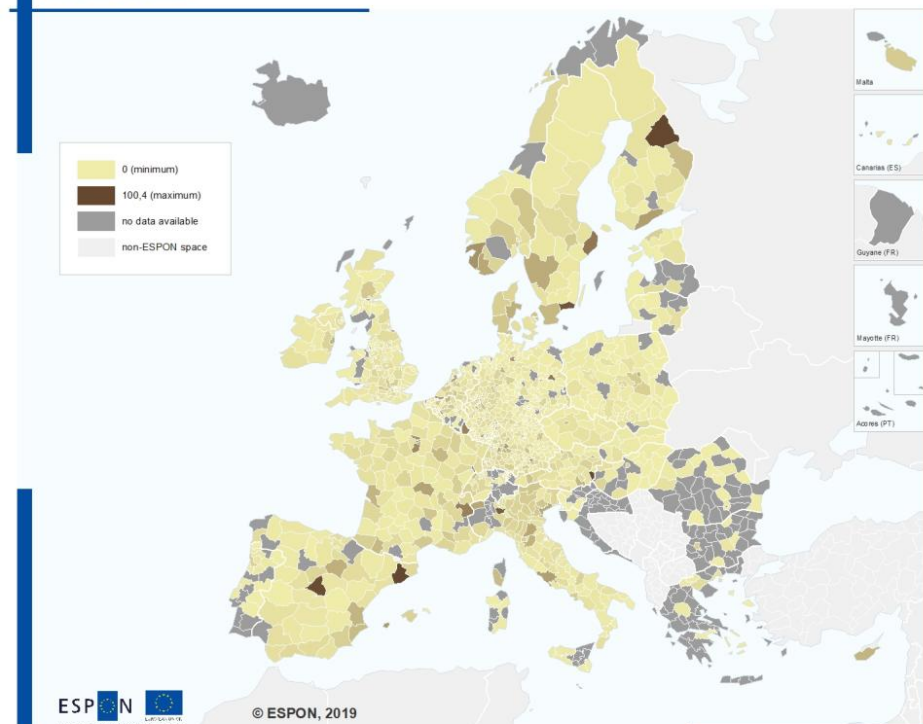 0 (minimum)
100,4 (maximum)
no data available
non-ESPON space
Malta
Canarias (ES)
Guyane (FR)
Mayotte (FR)
Acores (PT)
ESPON
© ESPON, 2019